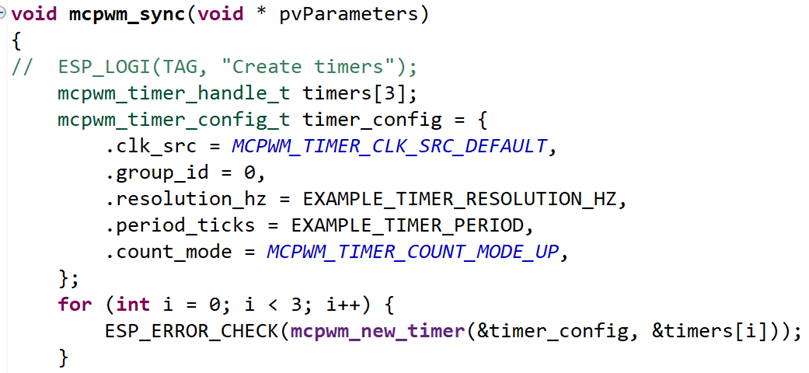 void mcpwm_sync(void * pvParameters)
{
//  ESP_LOGI(TAG, "Create timers");
    mcpwm_timer_handle_t timers[3];
    mcpwm_timer_config_t timer_config = {
        .clk_src = MCPWM_TIMER_CLK_SRC_DEFAULT,
        .group_id = 0,
        .resolution_hz = EXAMPLE_TIMER_RESOLUTION_HZ,
        .period_ticks = EXAMPLE_TIMER_PERIOD,
        .count_mode = MCPWM_TIMER_COUNT_MODE_UP,
    };
    for (int i = 0; i < 3; i++) {
        ESP_ERROR_CHECK(mcpwm_new_timer(&timer_config, &timers[i]));
    }